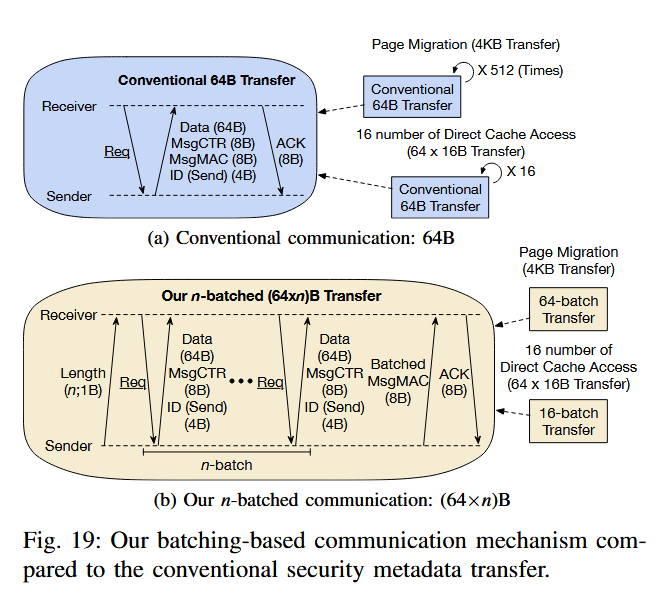 Page Migration (4KB Transfer)
Conventional 64B Transfer
Receiver
Req
Data (64B)
MsgCTR (8B)
MsgMAC (8B)
ID (Send) (4B)
ACK
(8B)
Sender
Conventional
64B Transfer
X 512 (Times)
16 number of Direct Cache Access
(64 x 16B Transfer)
Conventional
64B Transfer
X 16
(a) Conventional communication: 64B
Our n-batched (64xn)B Transfer
Receiver
Length
(n;1B)
Req
Data
(64B)
MsgCTR
(8B)
ID (Send)
(4B)
•••
Req
Data
(64B)
MsgCTR
(8B)
ID (Send)
(4B)
Batched
MsgMAC
(8B)
ACK
(8B)
Sender
n-batch
Page Migration
(4KB Transfer)
64-batch
Transfer
16 number of
Direct Cache Access
(64 x 16B Transfer)
16-batch
Transfer
(b) Our n-batched communication: (64×n)B
Fig. 19: Our batching-based communication mechanism com-
pared to the conventional security metadata transfer.